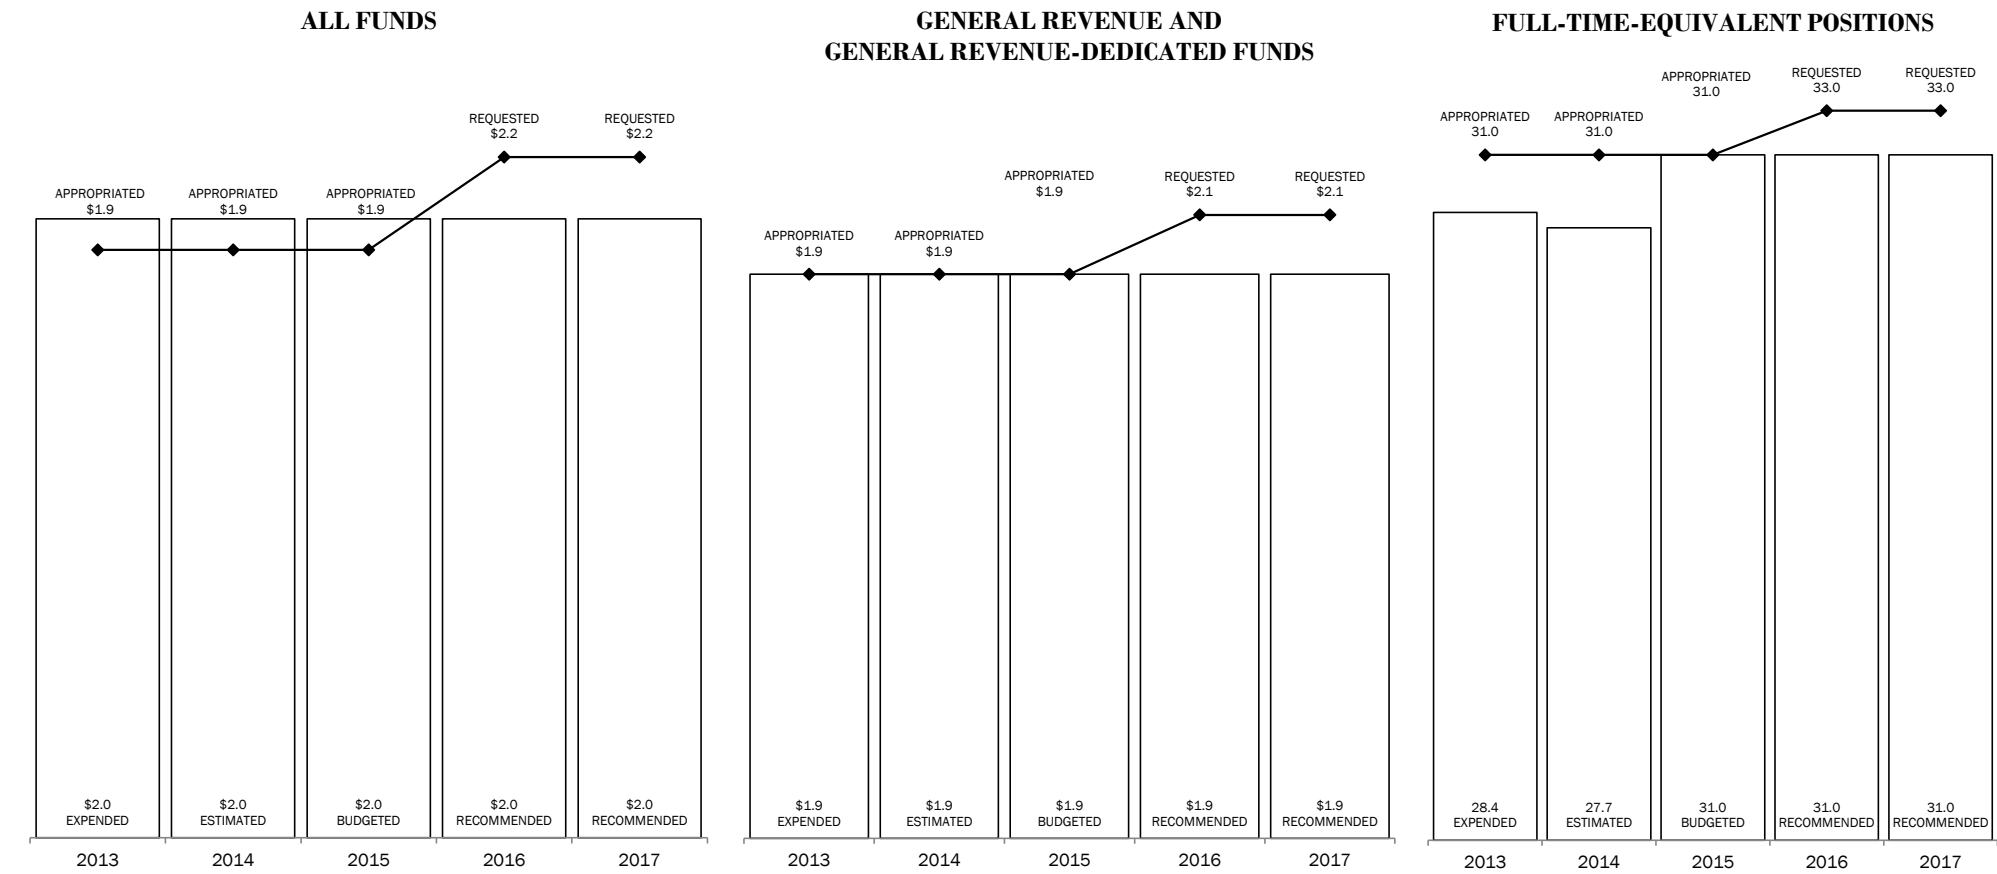 ALL FUNDS
REQUESTED REQUESTED
$2.2 $2.2
APPROPRIATED APPROPRIATED APPROPRIATED
$1.9 $1.9 $1.9
$2.0 $2.0 $2.0 $2.0 $2.0
EXPENDED ESTIMATED BUDGETED RECOMMENDED RECOMMENDED
2013 2014 2015 2016 2017
GENERAL REVENUE AND
GENERAL REVENUE-DEDICATED FUNDS
APPROPRIATED REQUESTED REQUESTED
$1.9 $2.1 $2.1
APPROPRIATED APPROPRIATED
$1.9 $1.9
$1.9 $1.9 $1.9 $1.9 $1.9
EXPENDED ESTIMATED BUDGETED RECOMMENDED RECOMMENDED
2013 2014 2015 2016 2017
FULL-TIME-EQUIVALENT POSITIONS
APPROPRIATED REQUESTED REQUESTED
31.0 33.0 33.0
APPROPRIATED APPROPRIATED
31.0 31.0
28.4 27.7 31.0 31.0 31.0
EXPENDED ESTIMATED BUDGETED RECOMMENDED RECOMMENDED
2013 2014 2015 2016 2017